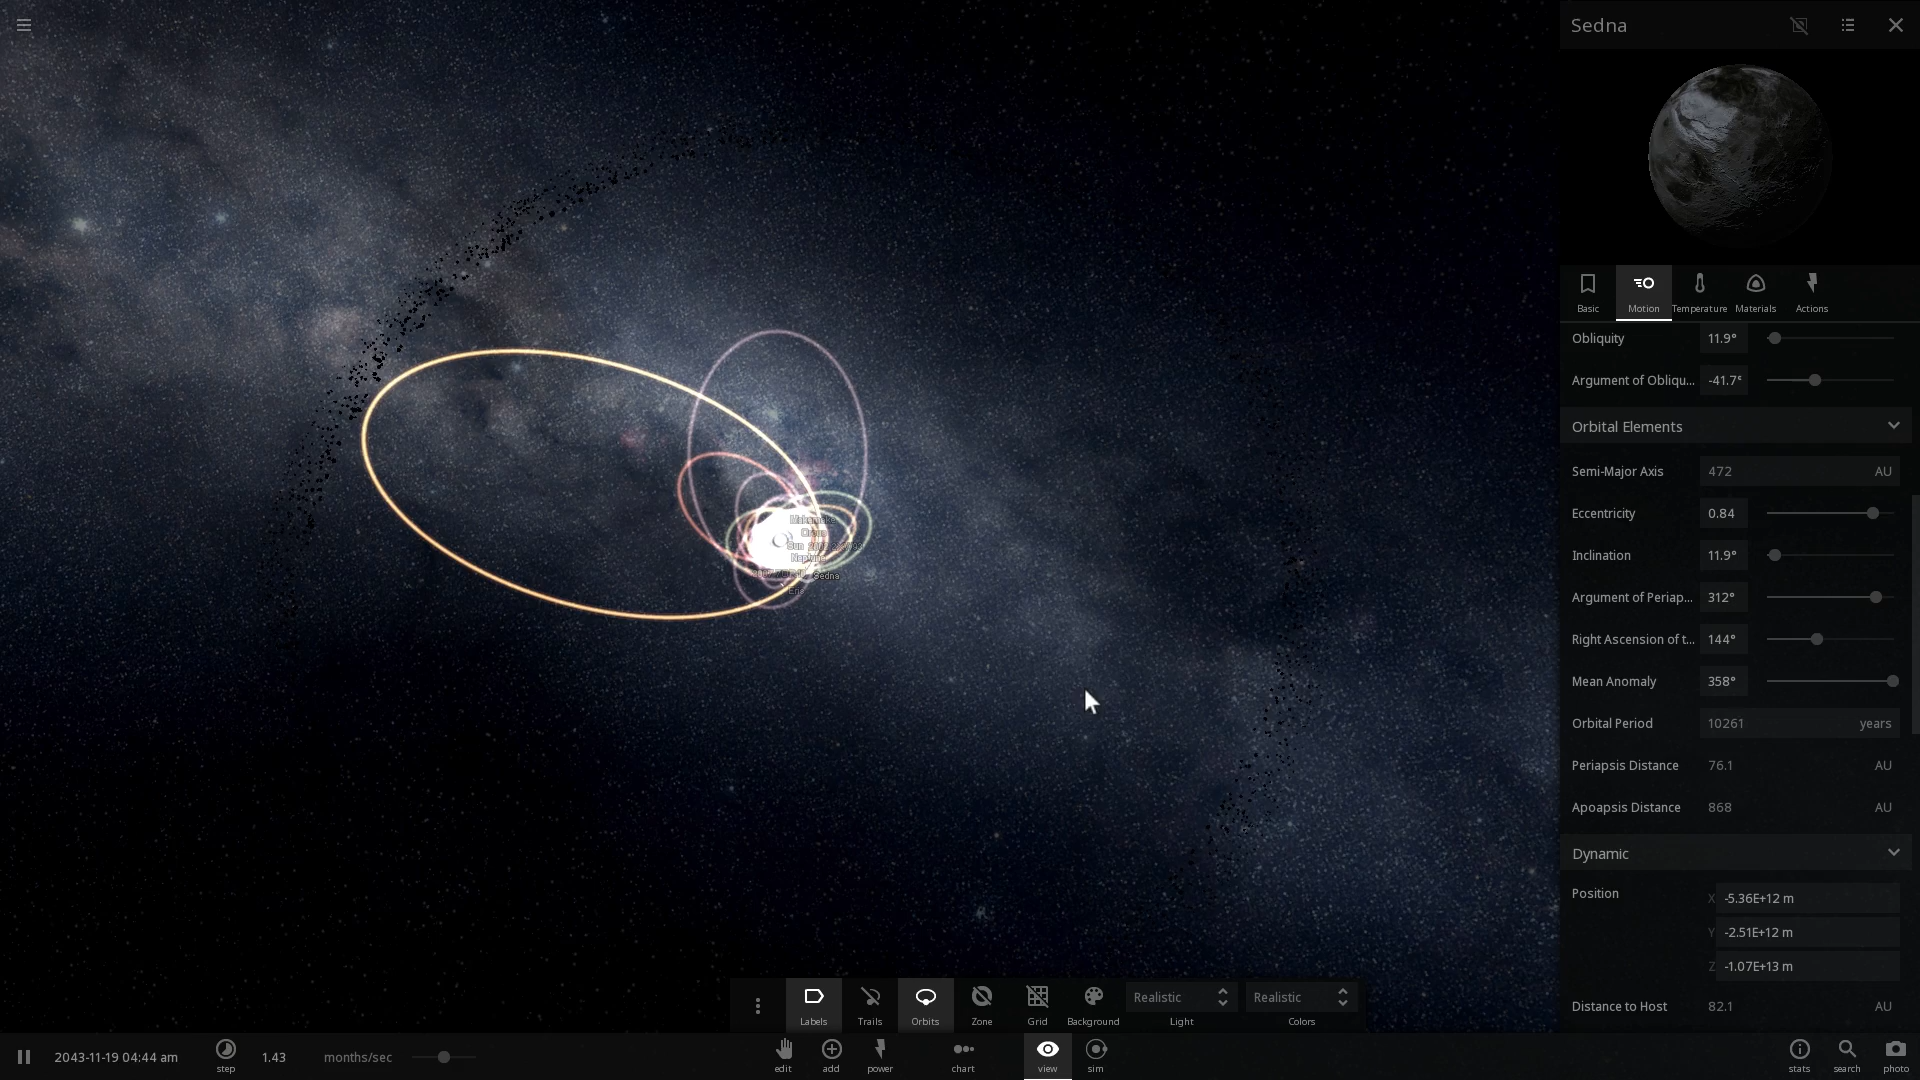 Sedna
Basic
Motion
Temperature
Materials
Actions
Obliquity 11.9°
Argument of Obliqu... -41.7°
Orbital Elements
Semi-Major Axis 472 AU
Eccentricity 0.84
Inclination 11.9°
Argument of Periap... 312°
Right Ascension of t... 144°
Mean Anomaly 358°
Orbital Period 10261 years
Periapsis Distance 76.1 AU
Apoapsis Distance 868 AU
Dynamic
Position X -5.36E+12 m
Y -2.51E+12 m
Z -1.07E+13 m
Distance to Host 82.1 AU
Sun
Neptune
Sedna
Labels
Trails
Orbits
Zone
Grid
Background
Realistic
Light
Realistic
Colors
2043-11-19 04:44 am
step
1.43 months/sec
edit
add
power
chart
view
sim
stats
search
photo